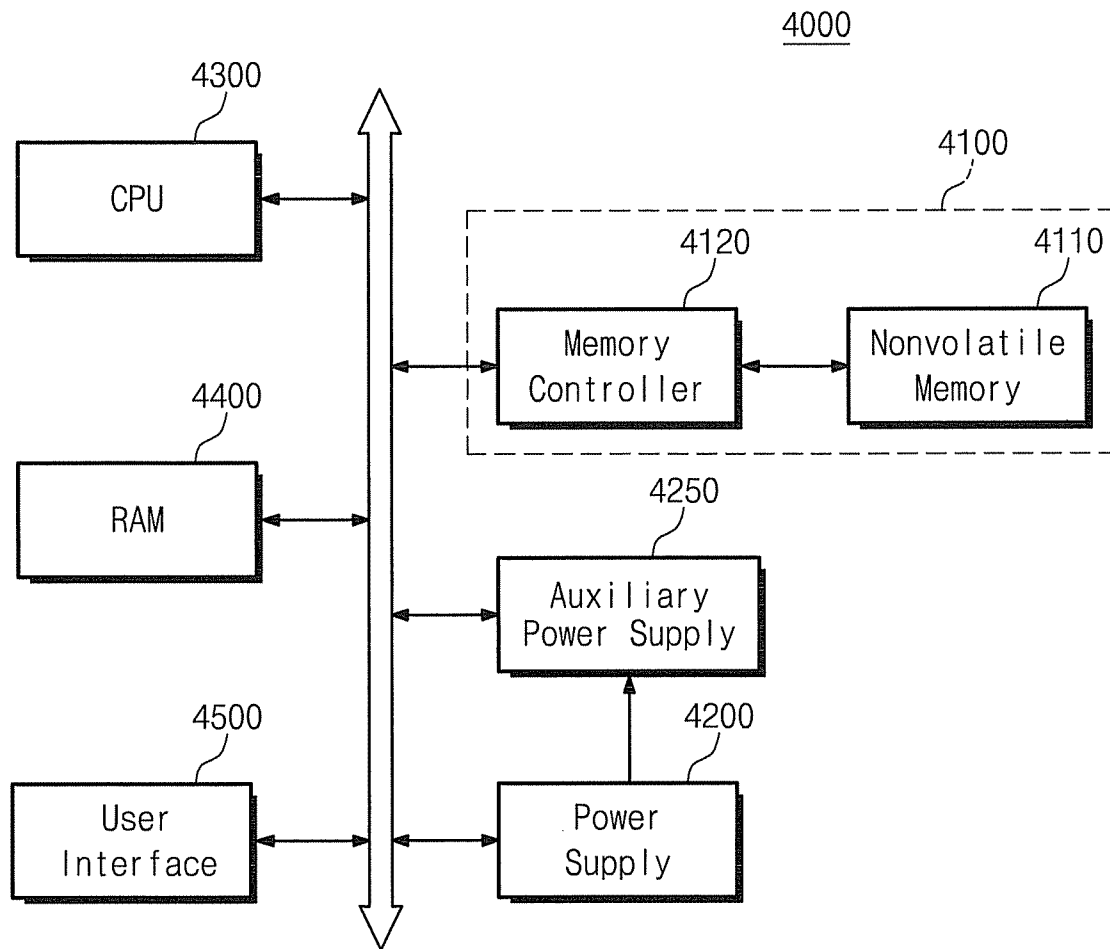 4000
4300
CPU
4100
4120
4110
Memory
Controller
Nonvolatile
Memory
4400
RAM
4250
Auxiliary
Power Supply
4500
User
Interface
4200
Power
Supply